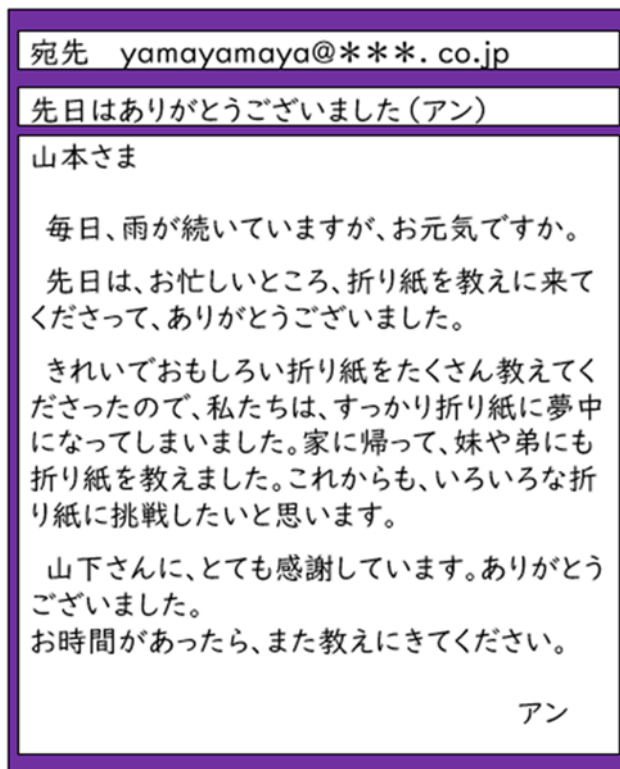 宛先　yamayamaya@＊＊＊. co.jp
先日はありがとうございました（アン）
山本さま
毎日、雨が続いていますが、お元気ですか。
先日は、お忙しいところ、折り紙を教えに来て
くださって、ありがとうございました。
きれいでおもしろい折り紙をたくさん教えてく
ださったので、私たちは、すっかり折り紙に夢中
になってしまいました。家に帰って、妹や弟にも
折り紙を教えました。これからも、いろいろな折
り紙に挑戦したいと思います。
山下さんに、とても感謝しています。ありがとう
ございました。
お時間があったら、また教えにきてください。
アン